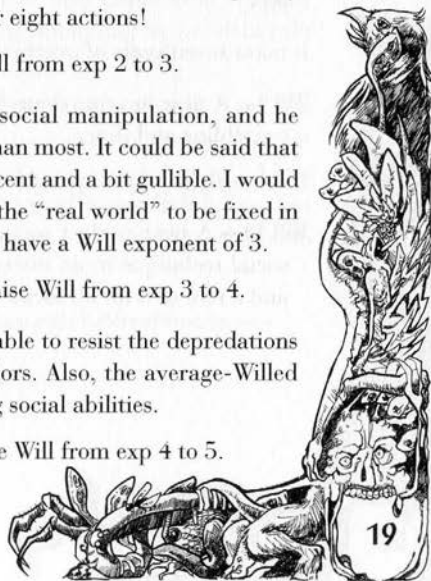 r eight actions!
ll from exp 2 to 3.
social manipulation, and he
han most. It could be said that
cent and a bit gullible. I would
the “real world” to be fixed in
have a Will exponent of 3.
aise Will from exp 3 to 4.
able to resist the depredations
ors. Also, the average-Willed
g social abilities.
e Will from exp 4 to 5.
19